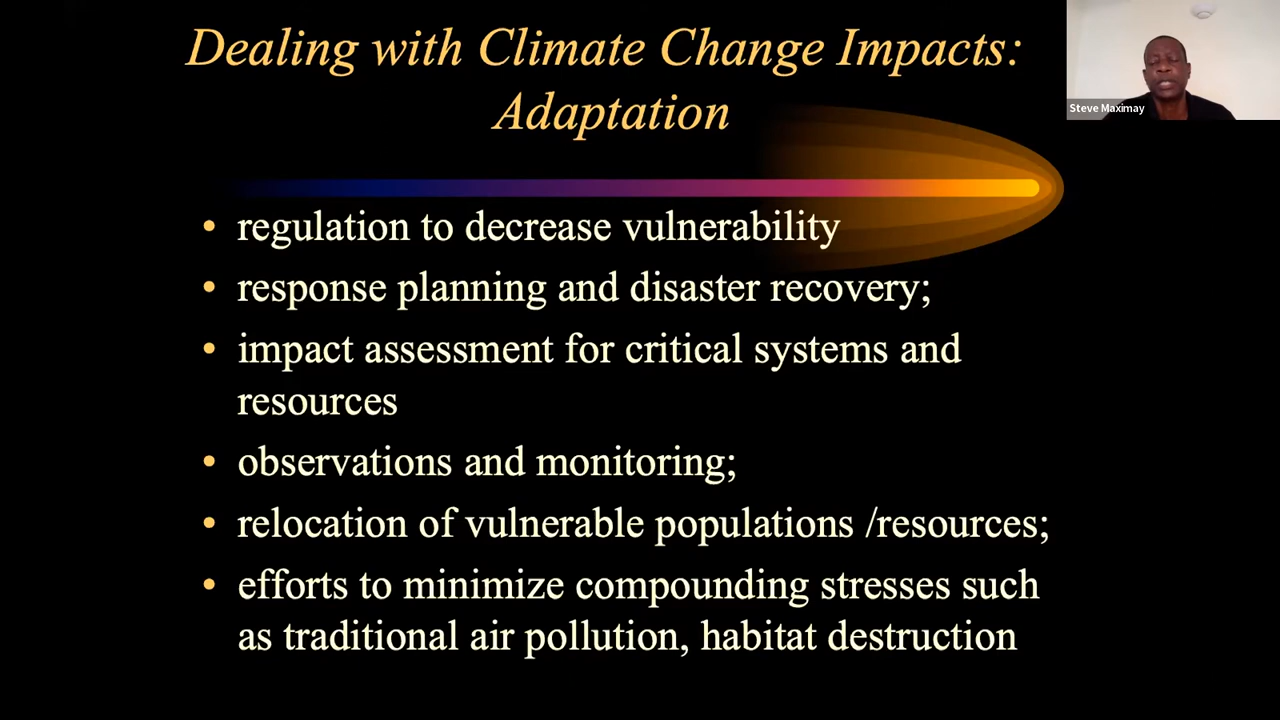 Dealing with Climate Change Impacts:
Adaptation
Steve Maximay
• regulation to decrease vulnerability
• response planning and disaster recovery;
• impact assessment for critical systems and
resources
• observations and monitoring;
• relocation of vulnerable populations /resources;
• efforts to minimize compounding stresses such
as traditional air pollution, habitat destruction